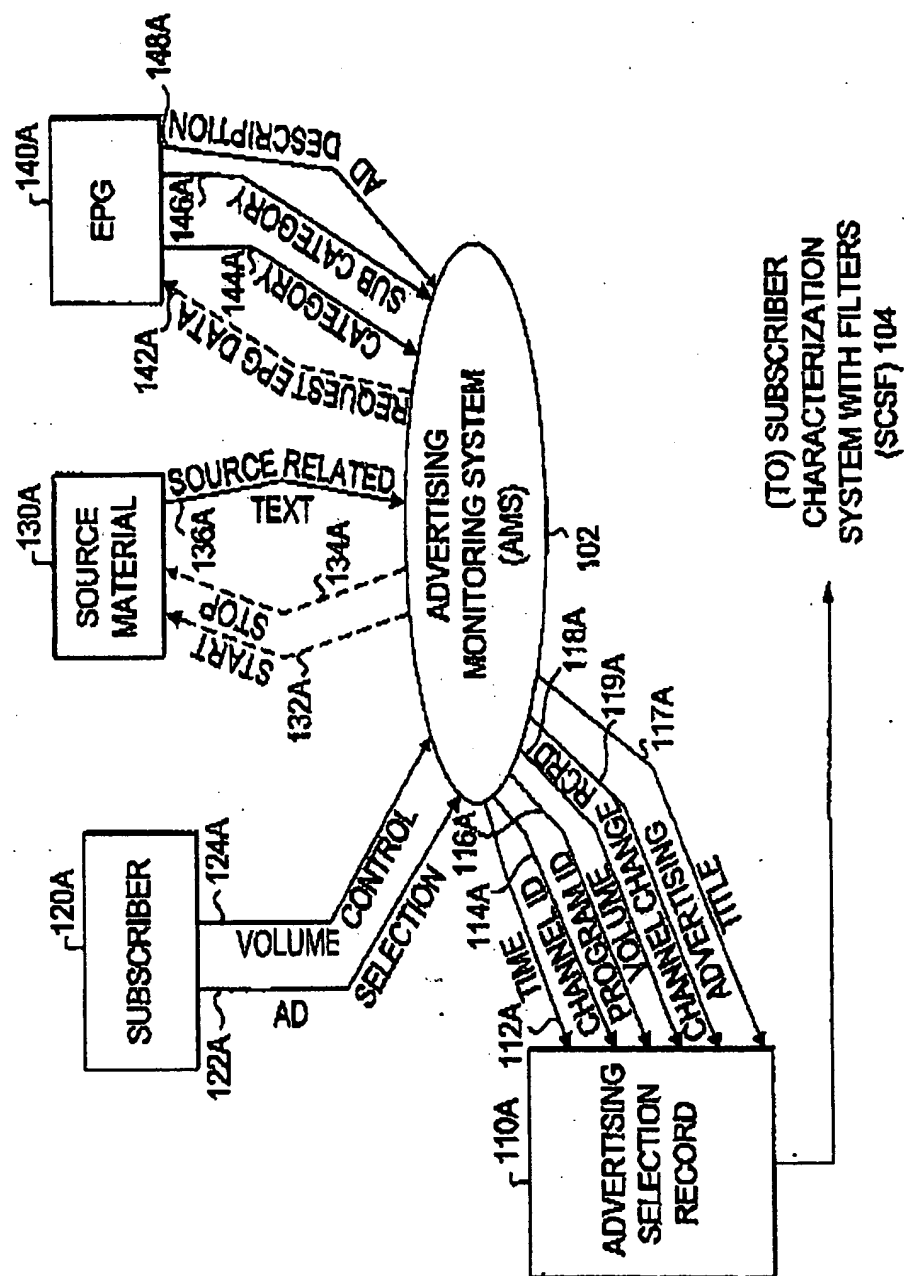 120A
SUBSCRIBER
122A
124A
VOLUME
CONTROL
AD
SELECTION
130A
SOURCE
MATERIAL
START
STOP
132A
134A
136A
SOURCE RELATED
TEXT
140A
EPG
142A
REQUEST EPG DATA
144A
CATEGORY
146A
SUB CATEGORY
148A
AD
DESCRIPTION
ADVERTISING
MONITORING SYSTEM
{AMS}
102
110A
ADVERTISING
SELECTION
RECORD
112A
TIME
114A
CHANNEL ID
116A
PROGRAM ID
118A
VOLUME
119A
CHANNEL CHANGE RCRD
117A
ADVERTISING
TITLE
(TO) SUBSCRIBER
CHARACTERIZATION
SYSTEM WITH FILTERS
{SCSF} 104